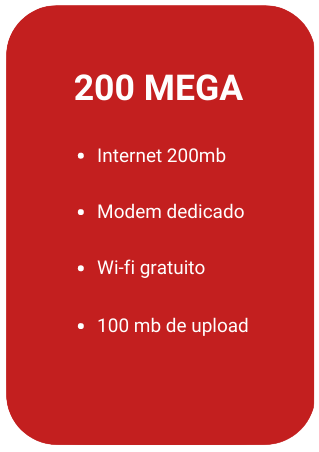 200 MEGA
• Internet 200mb
• Modem dedicado
• Wi-fi gratuito
• 100 mb de upload